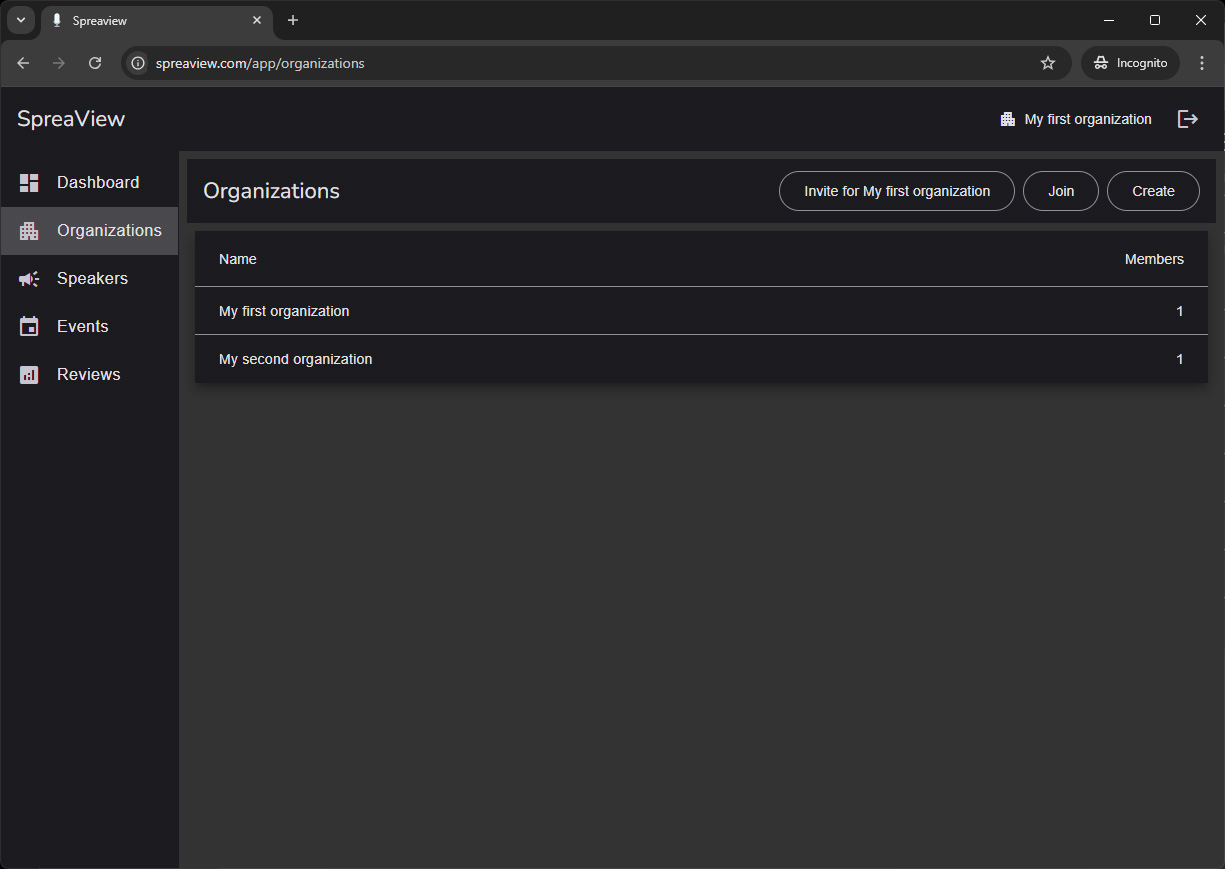 Spreaview
spreaview.com/app/organizations
Incognito
SpreaView
My first organization
Dashboard
Organizations
Speakers
Events
Reviews
Organizations
Invite for My first organization
Join
Create
Name Members
My first organization 1
My second organization 1